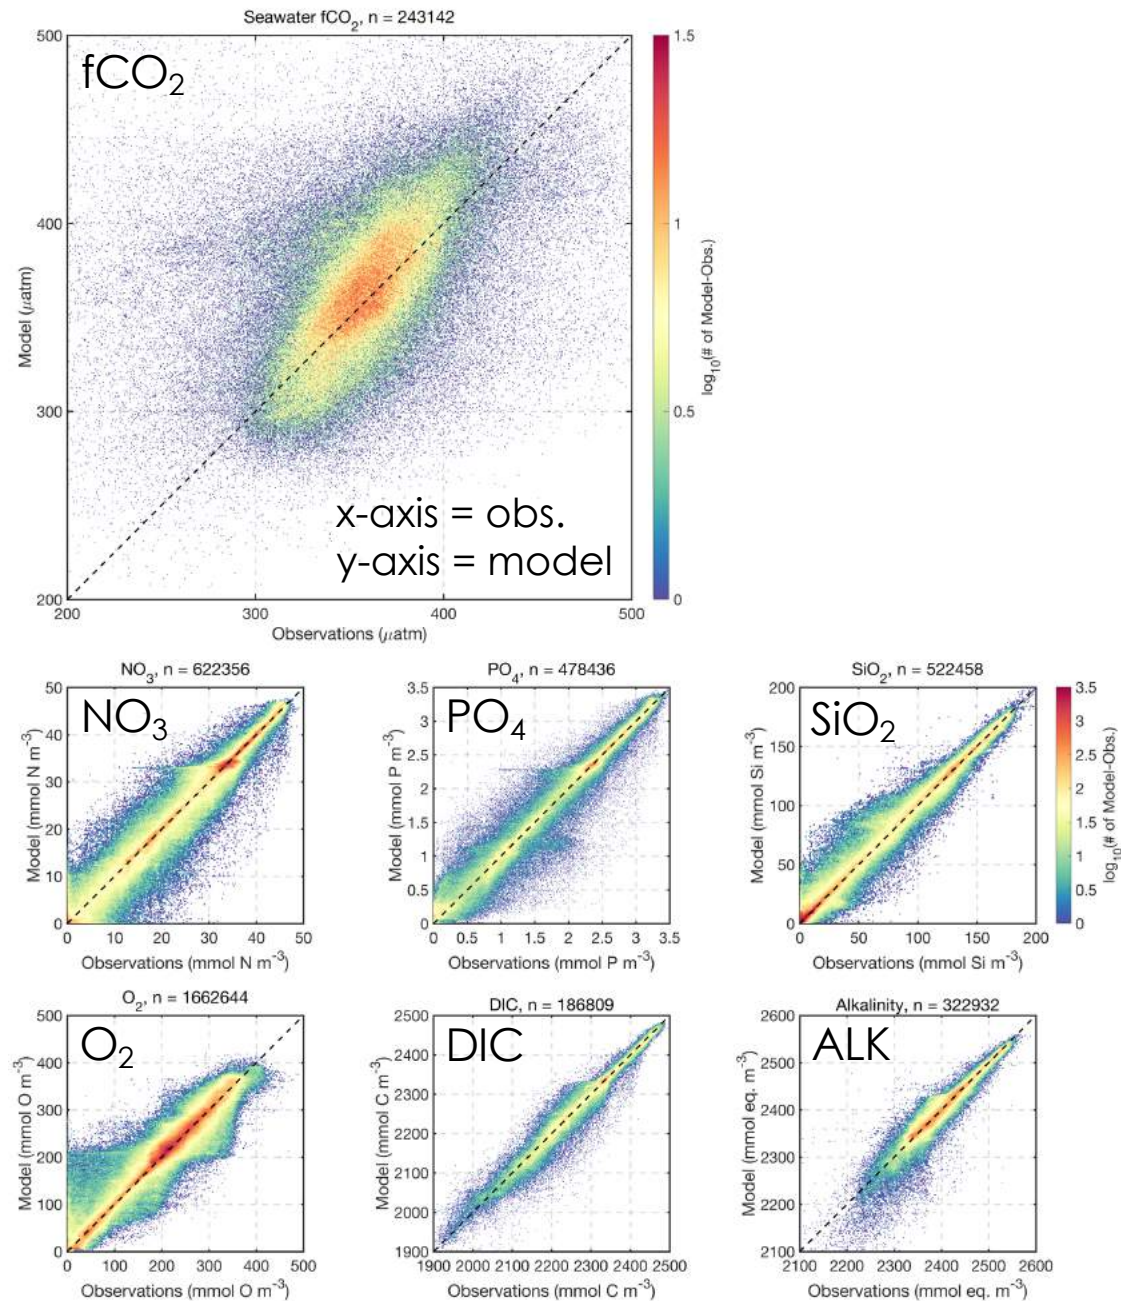 Seawater fCO₂, n = 243142
fCO₂
500
400
300
200
Model (μatm)
200 300 400 500
Observations (μatm)
x-axis = obs.
y-axis = model
1.5
1
0.5
0
log₁₀(# of Model-Obs.)
NO₃, n = 622356
NO₃
50
40
30
20
10
0
Model (mmol N m⁻³)
0 10 20 30 40 50
Observations (mmol N m⁻³)
PO₄, n = 478436
PO₄
3.5
3
2.5
2
1.5
1
0.5
0
Model (mmol P m⁻³)
0 0.5 1 1.5 2 2.5 3 3.5
Observations (mmol P m⁻³)
SiO₂, n = 522458
SiO₂
200
150
100
50
0
Model (mmol Si m⁻³)
0 50 100 150 200
Observations (mmol Si m⁻³)
3.5
3
2.5
2
1.5
1
0.5
0
log₁₀(# of Model-Obs.)
O₂, n = 1662644
O₂
500
400
300
200
100
0
Model (mmol O m⁻³)
0 100 200 300 400 500
Observations (mmol O m⁻³)
DIC, n = 186809
DIC
2500
2400
2300
2200
2100
2000
1900
Model (mmol C m⁻³)
1900 2000 2100 2200 2300 2400 2500
Observations (mmol C m⁻³)
Alkalinity, n = 322932
ALK
2600
2500
2400
2300
2200
2100
Model (mmol eq. m⁻³)
2100 2200 2300 2400 2500 2600
Observations (mmol eq. m⁻³)